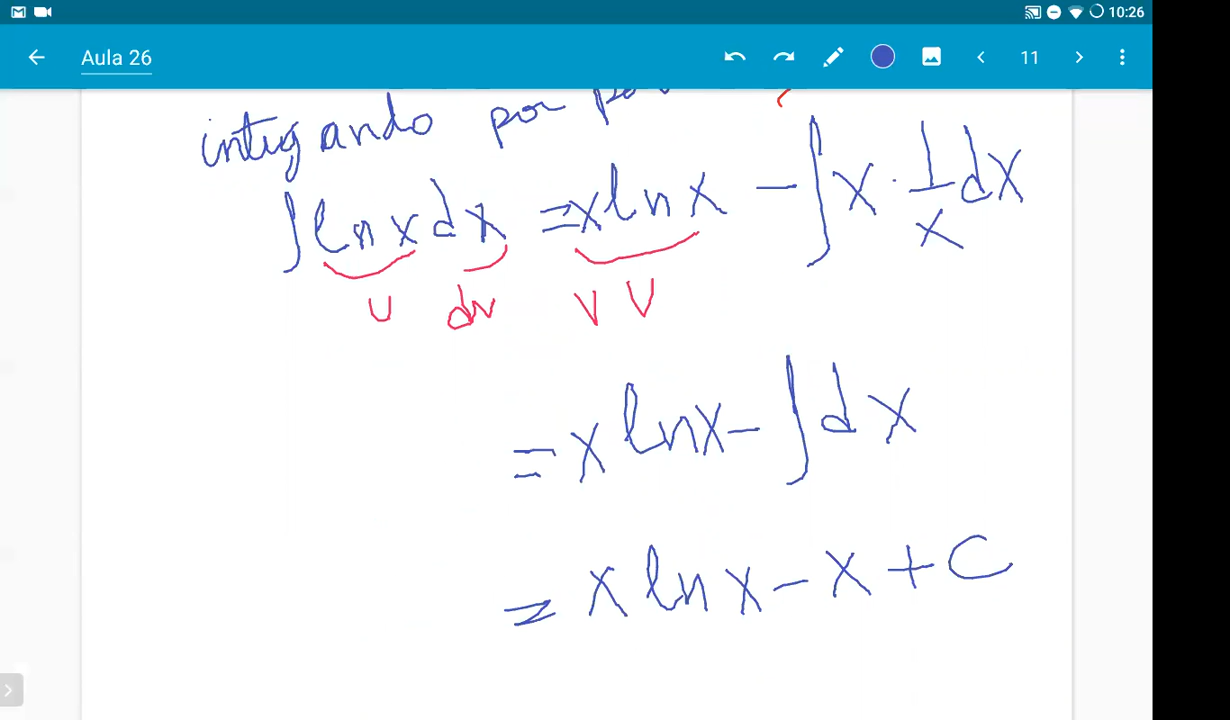 10:26
Aula 26
11
integrando por
∫ ln x dx = x ln x − ∫ x · 1/x dx
u dv v v
= x ln x − ∫ dx
= x ln x − x + C